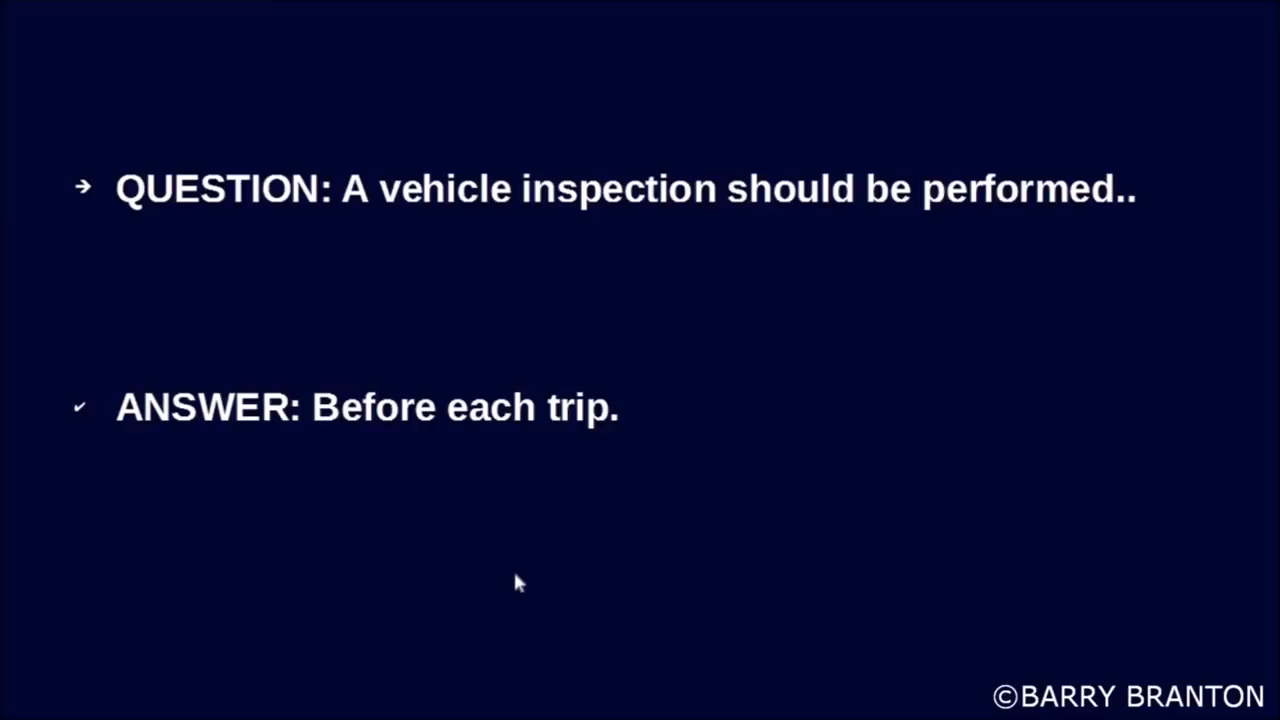 QUESTION: A vehicle inspection should be performed..
ANSWER: Before each trip.
©BARRY BRANTON